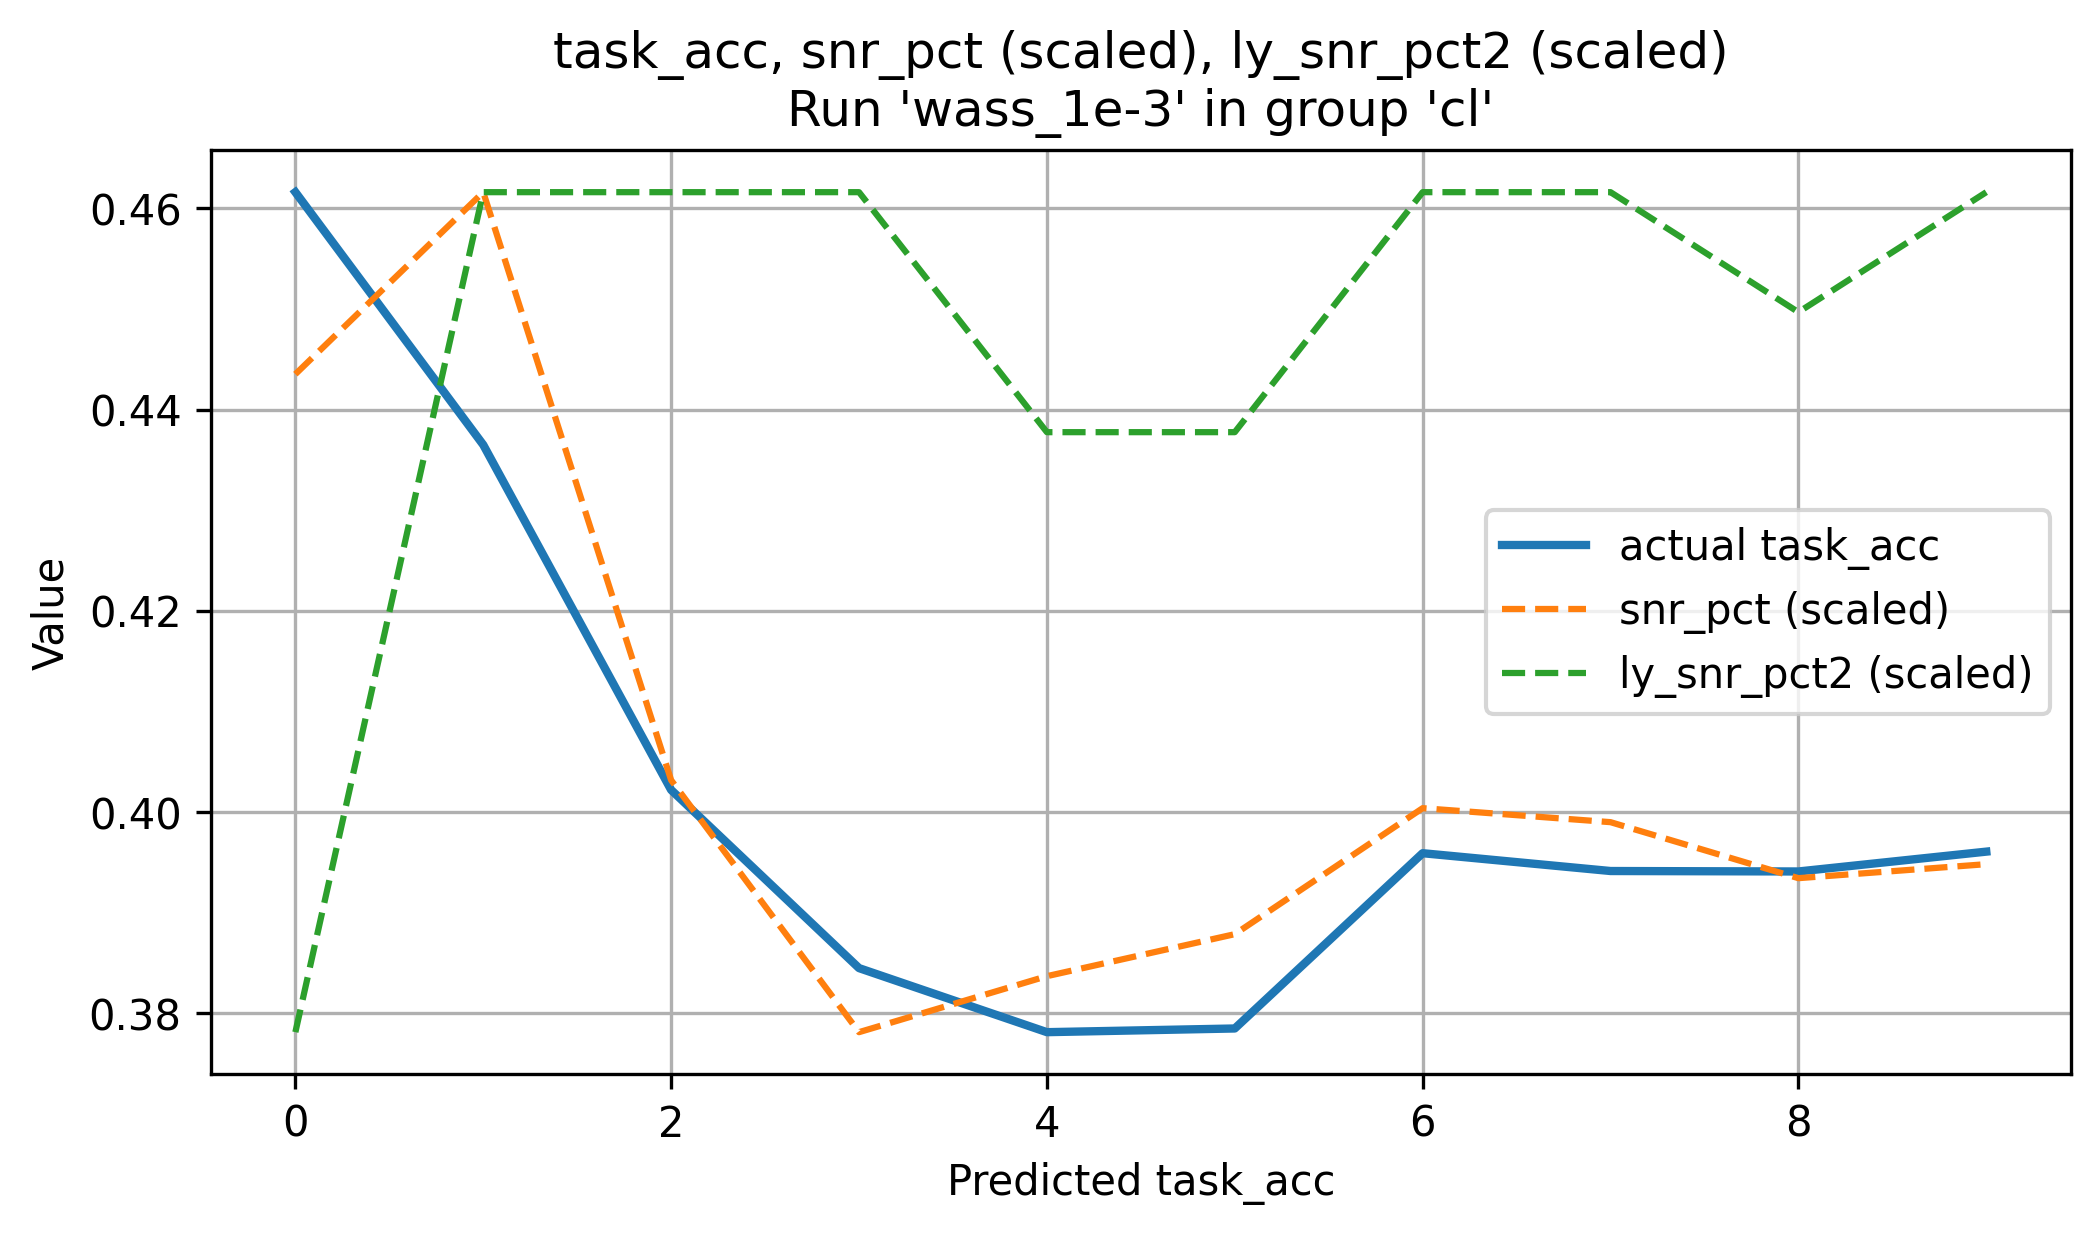 task_acc, snr_pct (scaled), ly_snr_pct2 (scaled)
Run 'wass_1e-3' in group 'cl'
Value
0.46
0.44
0.42
0.40
0.38
actual task_acc
snr_pct (scaled)
ly_snr_pct2 (scaled)
0 2 4 6 8
Predicted task_acc